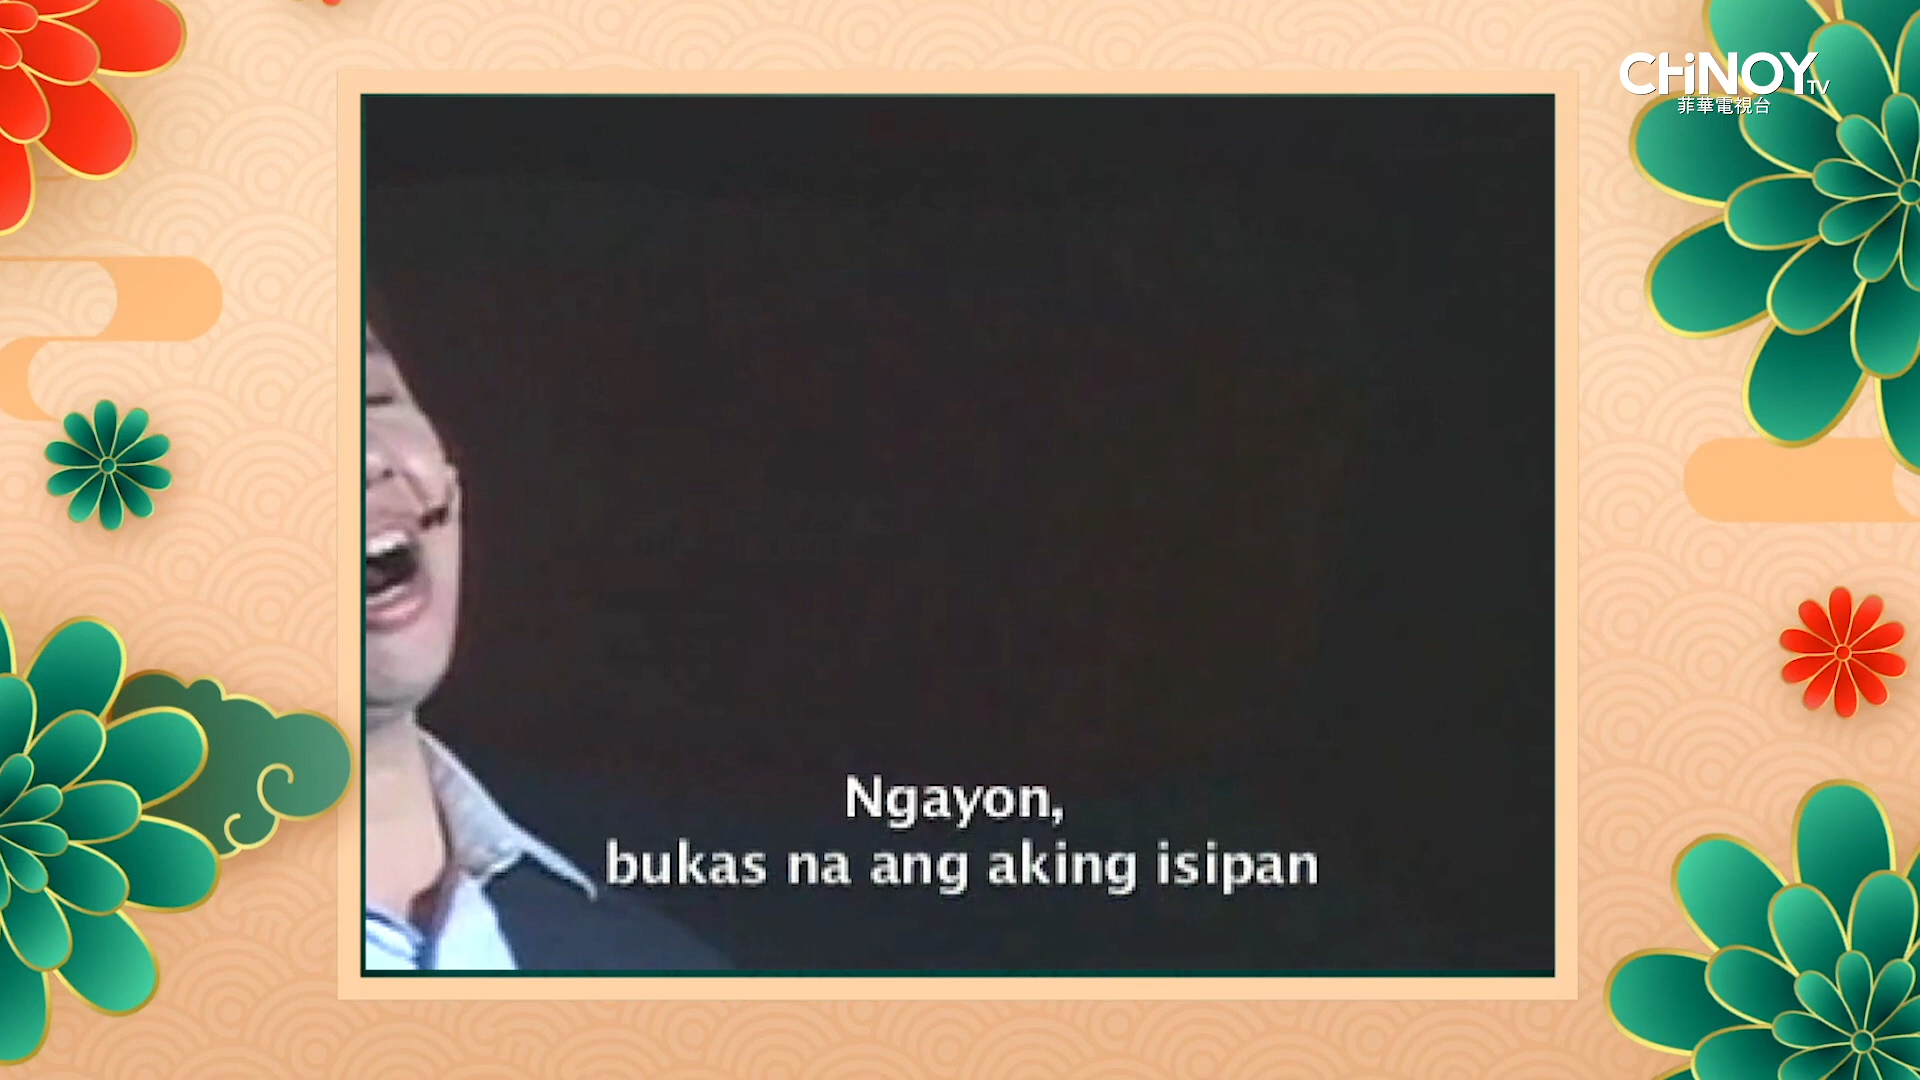 CHiNOY TV
菲華電視台
Ngayon,
bukas na ang aking isipan